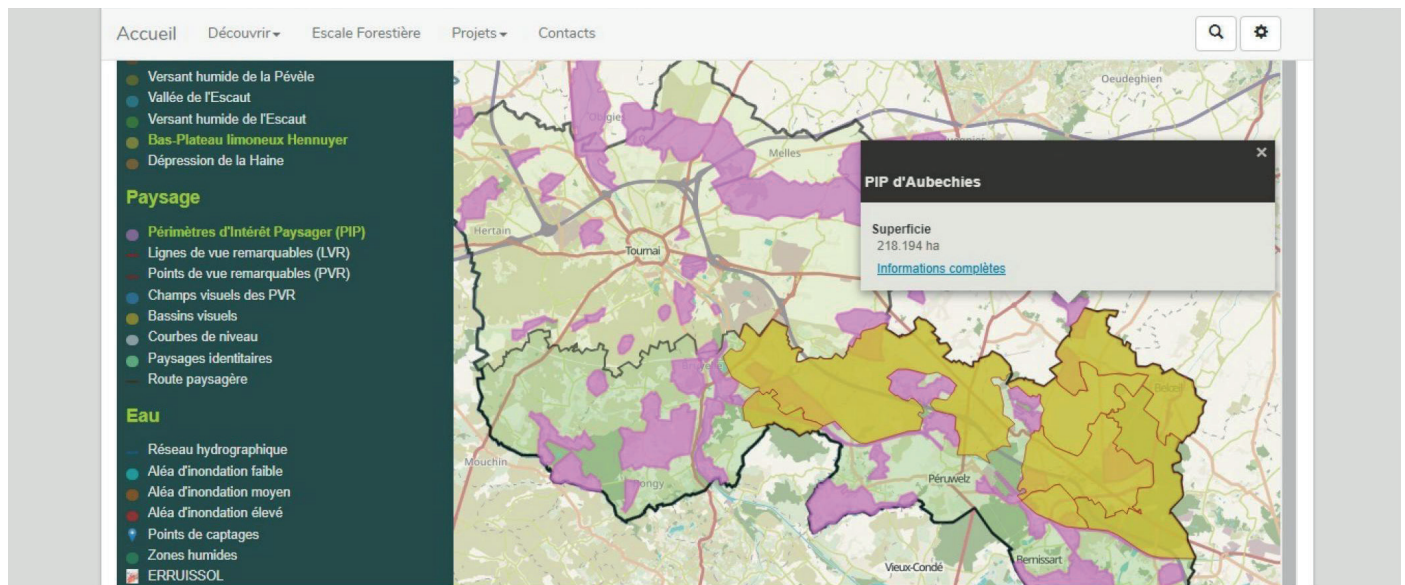 Accueil
Découvrir
Escale Forestière
Projets
Contacts
Versant humide de la Pévèle
Vallée de l'Escaut
Versant humide de l'Escaut
Bas-Plateau limoneux Hennuyer
Dépression de la Haine
Paysage
Périmètres d'Intérêt Paysager (PIP)
Lignes de vue remarquables (LVR)
Points de vue remarquables (PVR)
Champs visuels des PVR
Bassins visuels
Courbes de niveau
Paysages identitaires
Route paysagère
Eau
Réseau hydrographique
Aléa d'inondation faible
Aléa d'inondation moyen
Aléa d'inondation élevé
Points de captages
Zones humides
ERRUISSOL
Oeudeghien
Melles
Hertain
Tournai
PIP d'Aubechies
×
Superficie
218.194 ha
Informations complètes
Mouchin
Péruwelz
Vieux-Condé
Bernissart